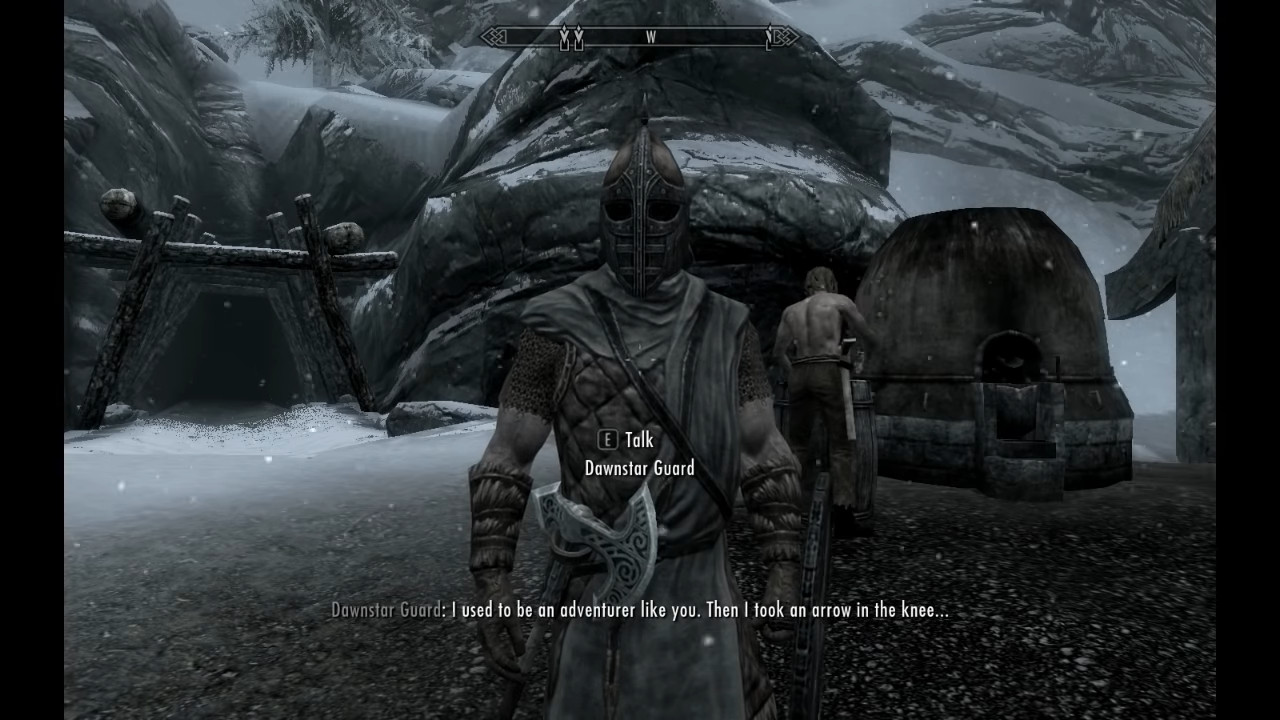 W
E Talk
Dawnstar Guard
Dawnstar Guard: I used to be an adventurer like you. Then I took an arrow in the knee...